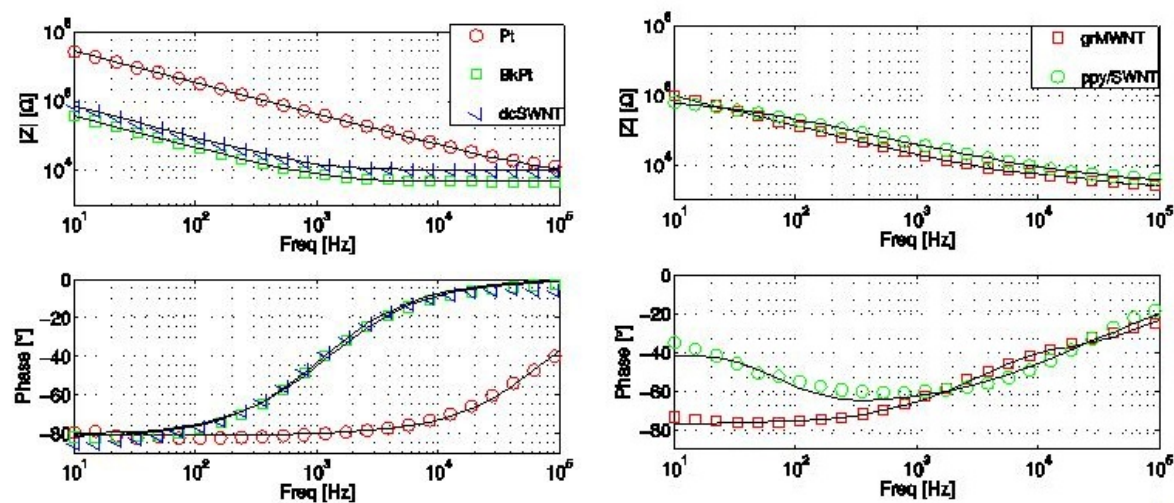 10⁸
10⁶
10⁴
|Z| [Ω]
Pt
BkPt
dcSWNT
10¹ 10² 10³ 10⁴ 10⁵
Freq [Hz]
10⁸
10⁶
10⁴
|Z| [Ω]
grMWNT
ppy/SWNT
10¹ 10² 10³ 10⁴ 10⁵
Freq [Hz]
0
−20
−40
−60
−80
Phase [°]
10¹ 10² 10³ 10⁴ 10⁵
Freq [Hz]
0
−20
−40
−60
−80
Phase [°]
10¹ 10² 10³ 10⁴ 10⁵
Freq [Hz]